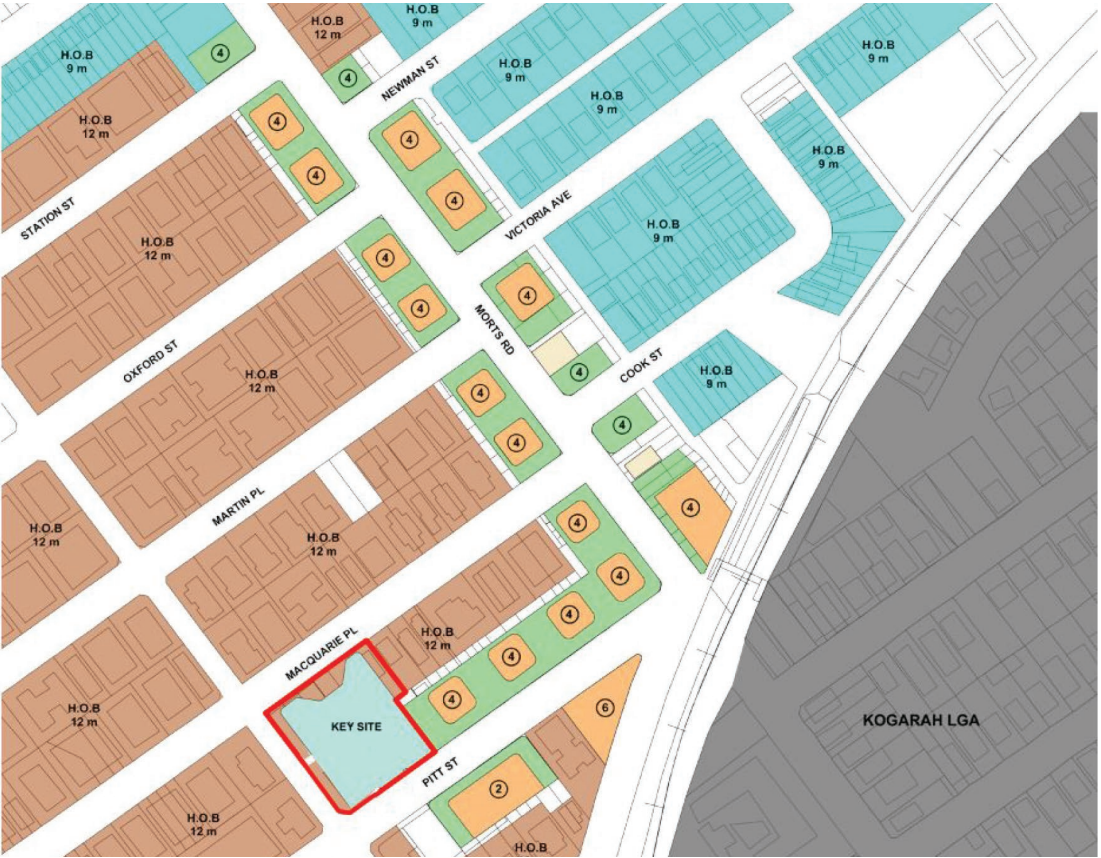 H.O.B
9 m
H.O.B
12 m
H.O.B
9 m
4
4
NEWMAN ST
H.O.B
9 m
H.O.B
9 m
H.O.B
9 m
H.O.B
12 m
4
4
4
4
H.O.B
9 m
STATION ST
H.O.B
12 m
VICTORIA AVE
H.O.B
9 m
4
4
4
MORTS RD
OXFORD ST
H.O.B
12 m
4
4
4
COOK ST
H.O.B
9 m
4
4
MARTIN PL
H.O.B
12 m
H.O.B
12 m
4
4
4
4
4
4
MACQUARIE PL
H.O.B
12 m
H.O.B
12 m
KEY SITE
6
KOGARAH LGA
PITT ST
2
H.O.B
12 m
H.O.B